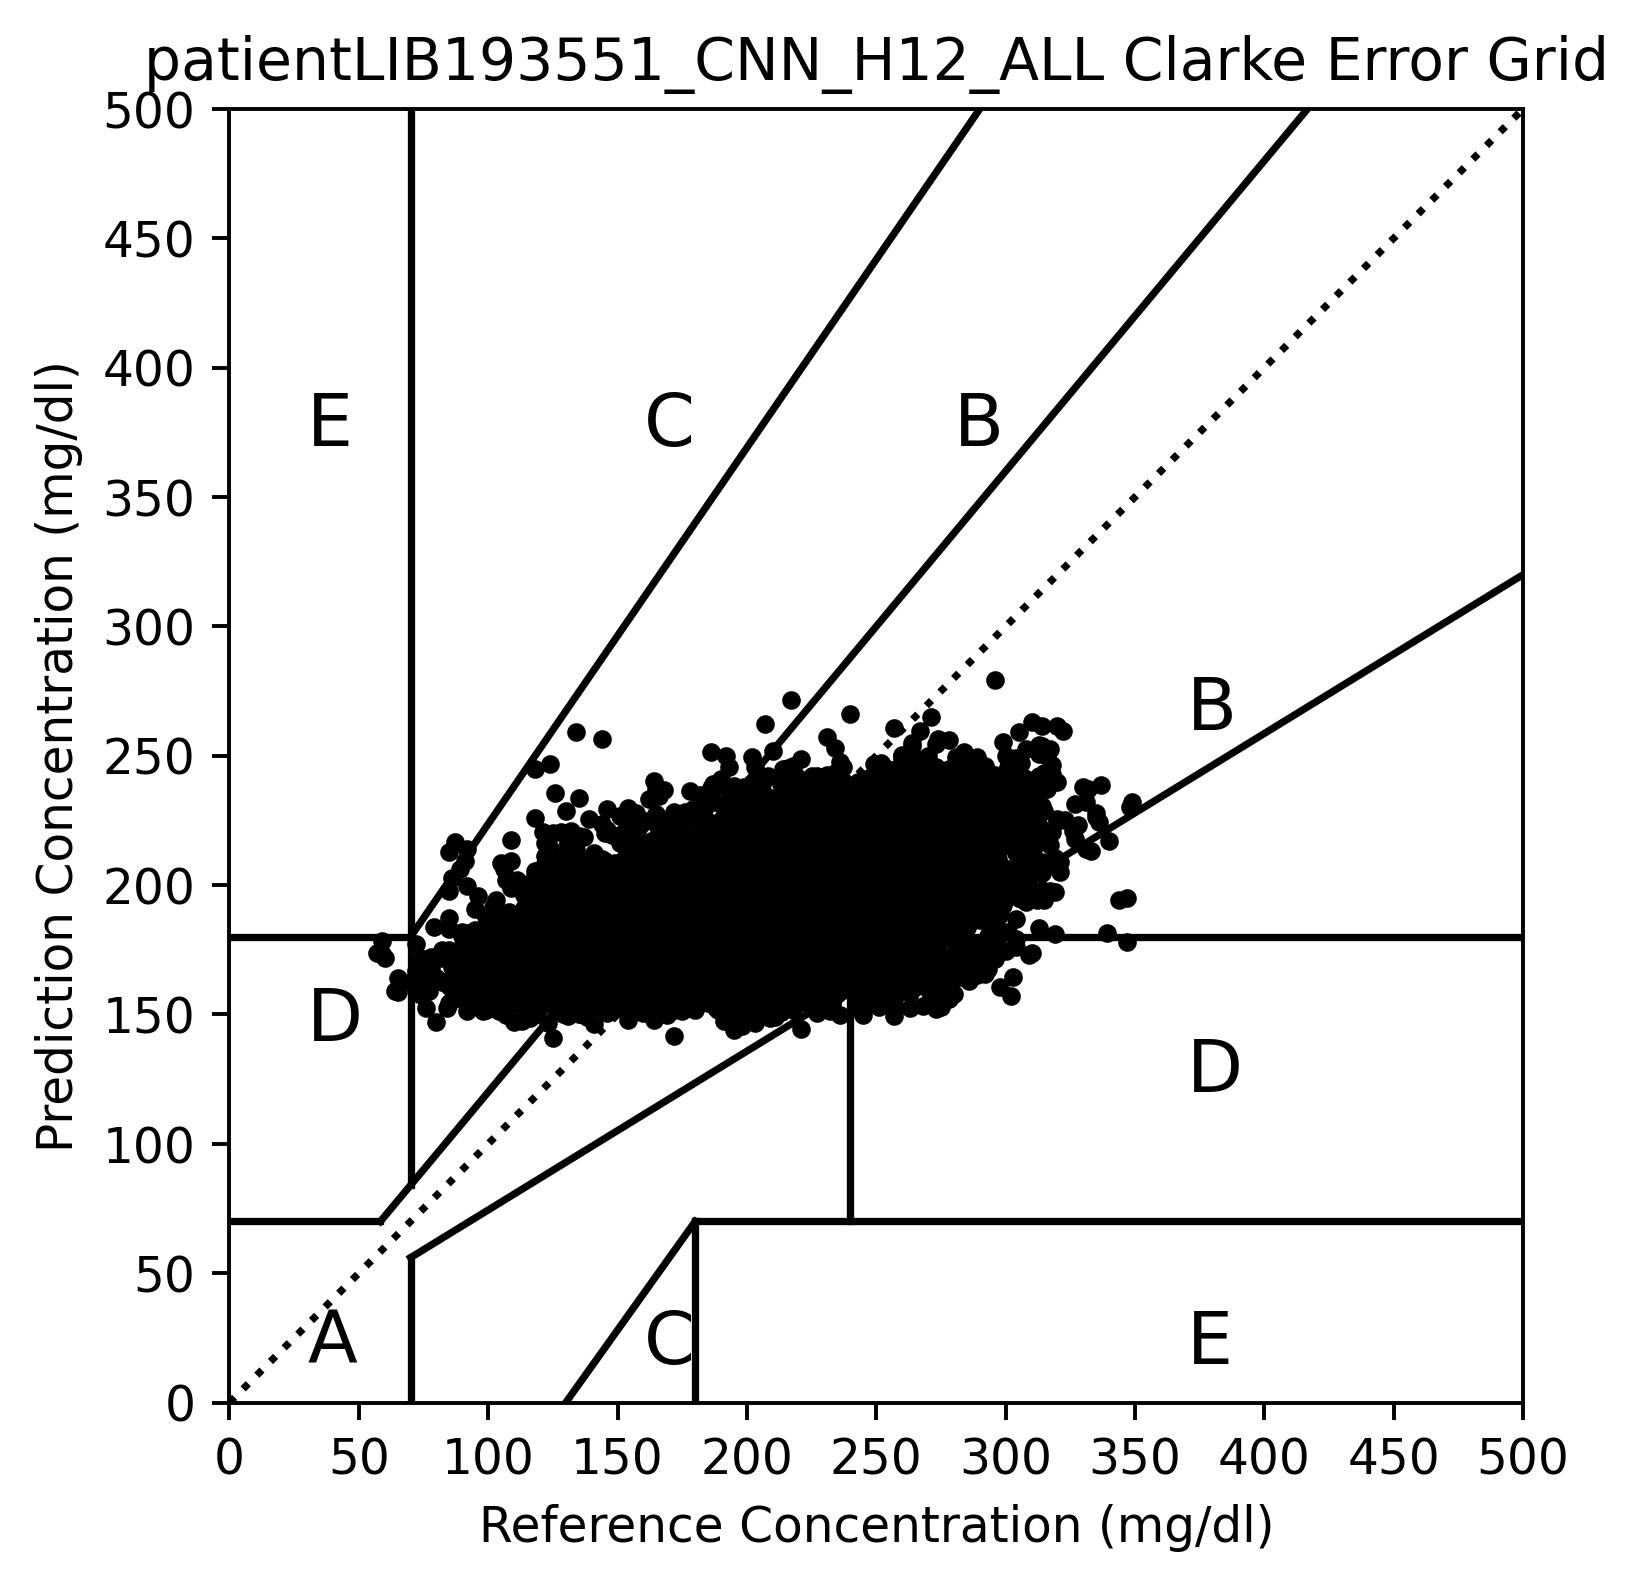 patientLIB193551_CNN_H12_ALL Clarke Error Grid
500
450
400
350
300
250
200
150
100
50
0
Prediction Concentration (mg/dl)
E
C
B
B
D
D
A
C
E
0 50 100 150 200 250 300 350 400 450 500
Reference Concentration (mg/dl)